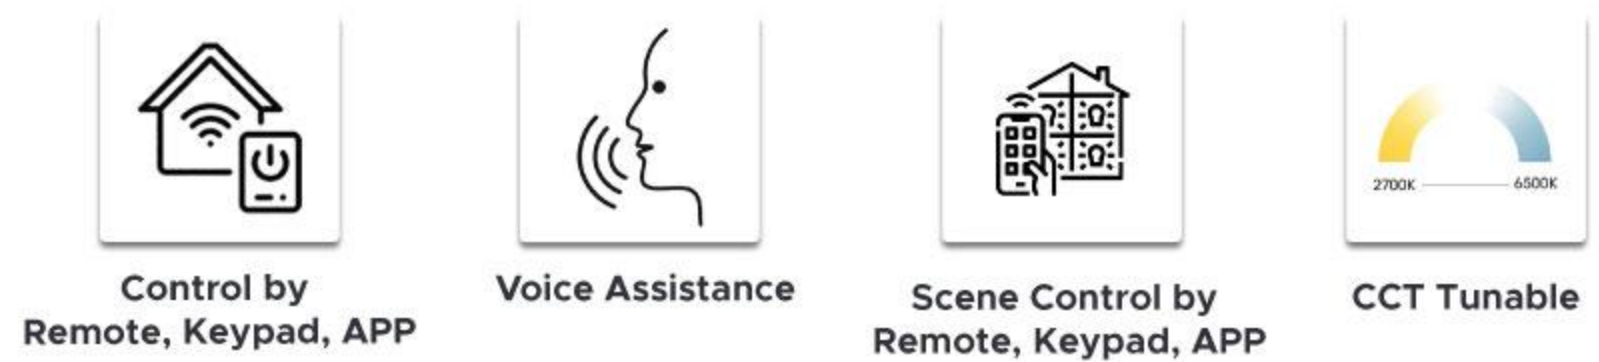 2700K
6500K
Control by
Remote, Keypad, APP
Voice Assistance
Scene Control by
Remote, Keypad, APP
CCT Tunable